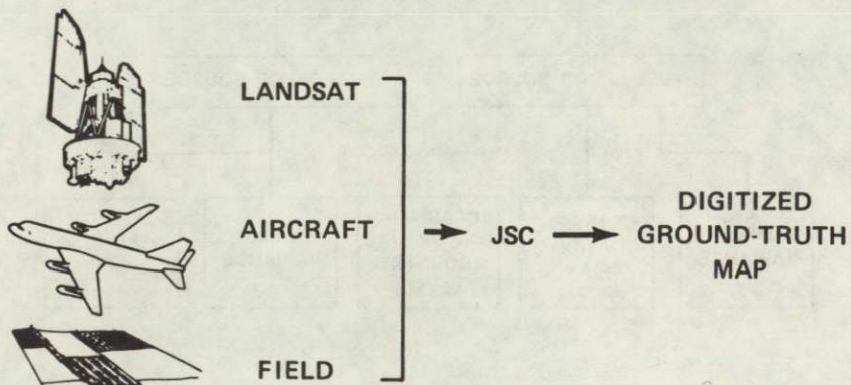 LANDSAT
AIRCRAFT
FIELD
JSC
DIGITIZED
GROUND-TRUTH
MAP